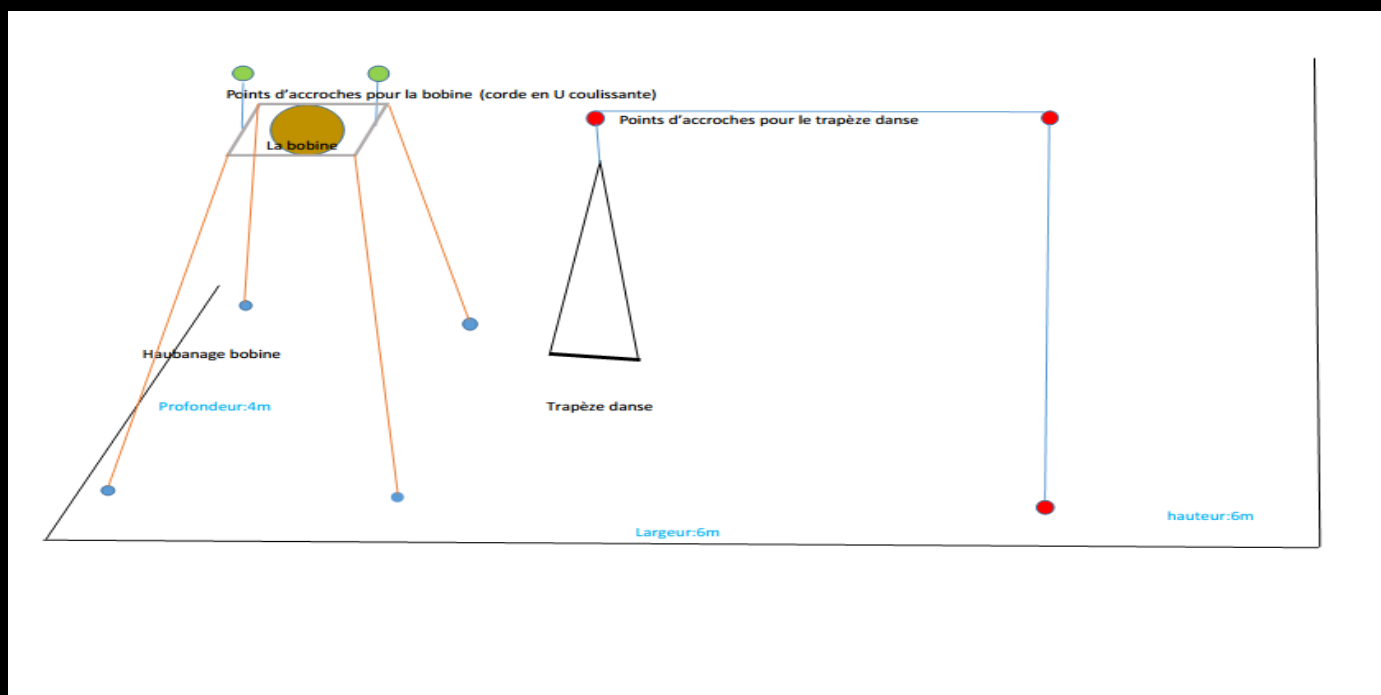 Points d'accroches pour la bobine (corde en U coulissante)
Points d'accroches pour le trapèze danse
La bobine
Haubanage bobine
Profondeur:4m
Trapèze danse
hauteur:6m
Largeur:6m